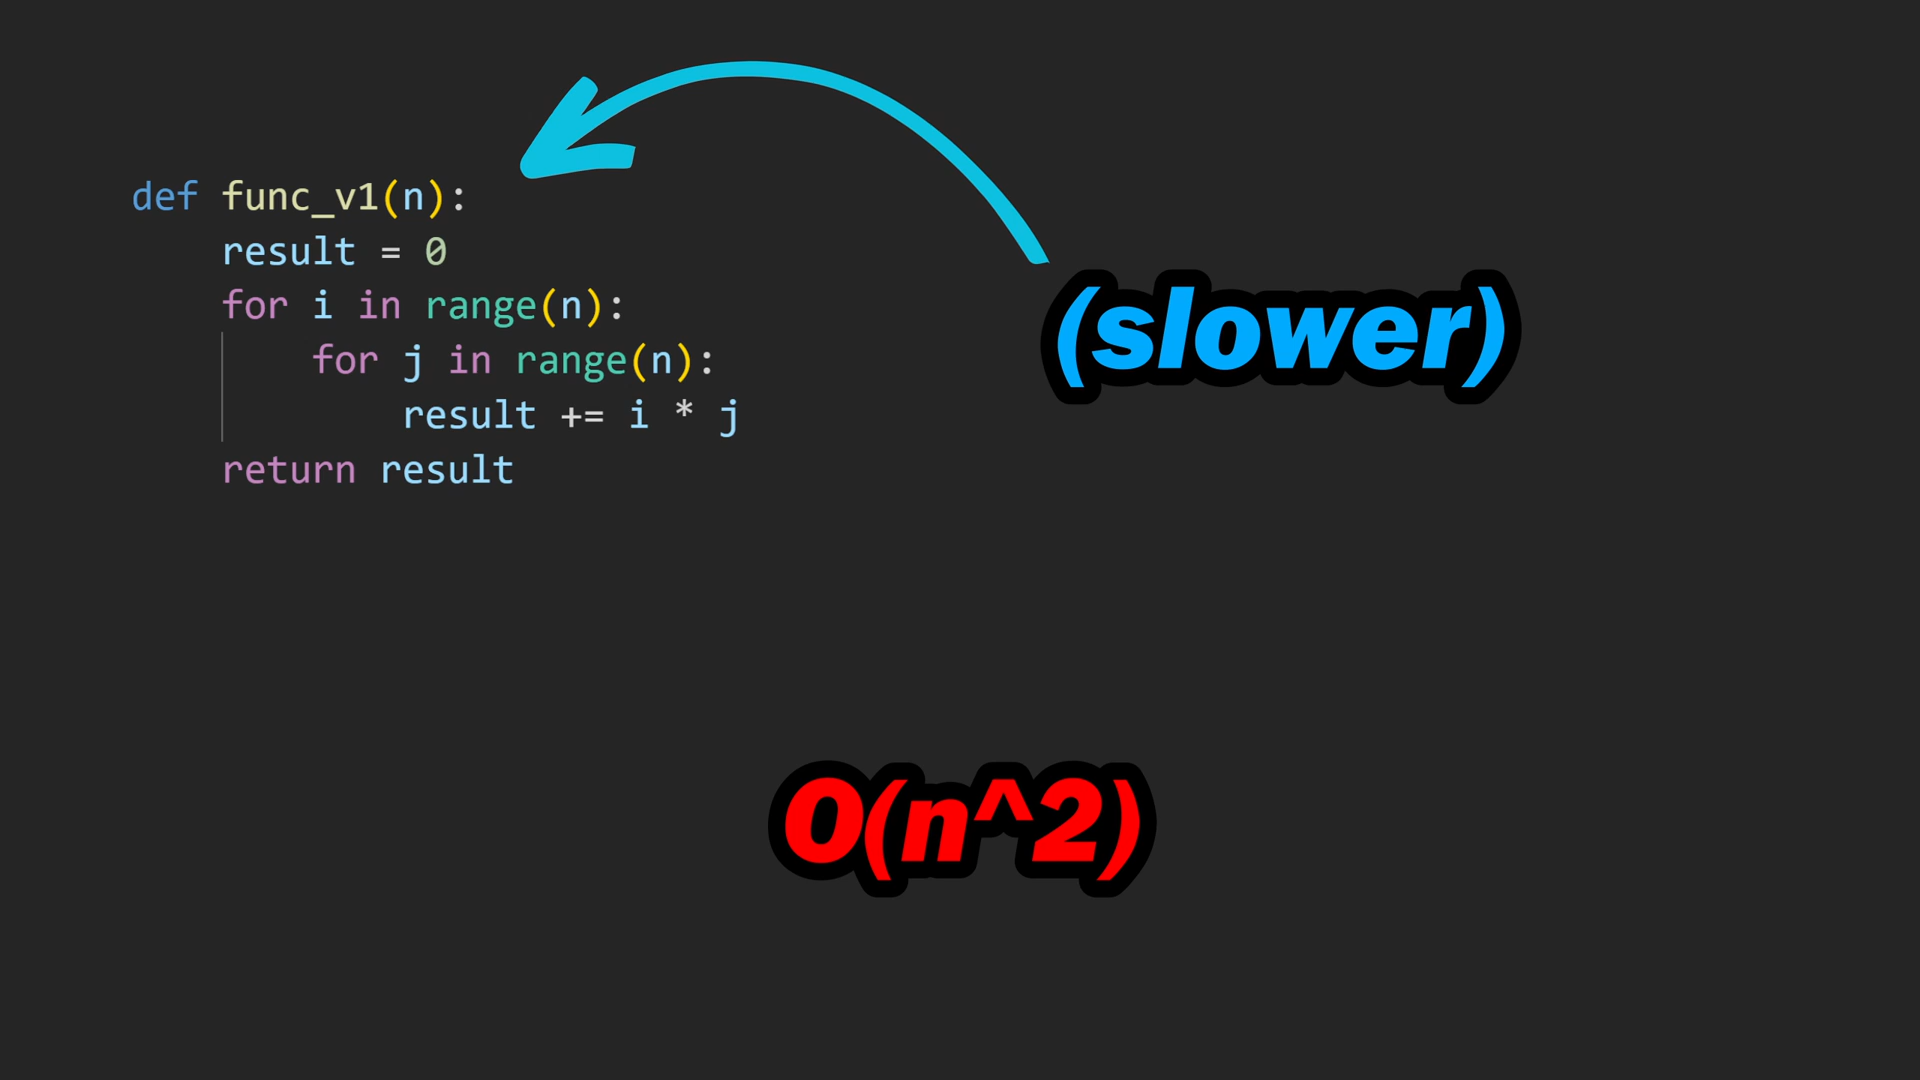 def func_v1(n):
    result = 0
    for i in range(n):
        for j in range(n):
            result += i * j
    return result
(slower)
O(n^2)